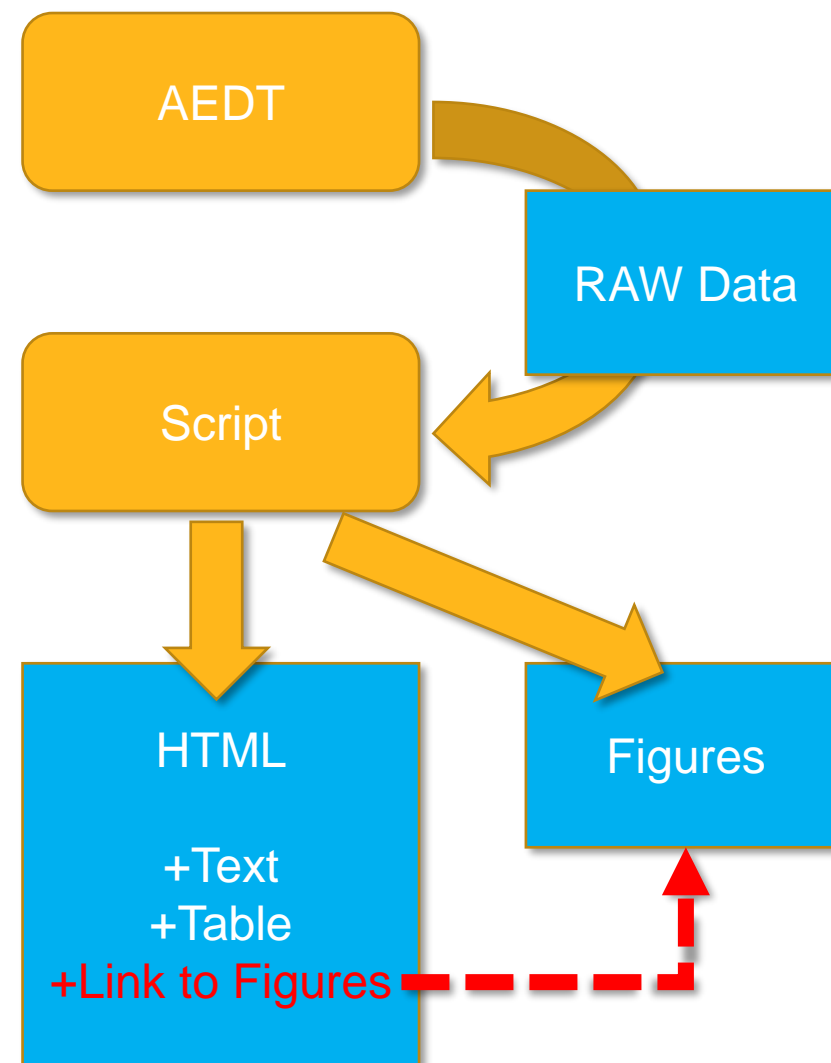 AEDT
RAW Data
Script
HTML
+Text
+Table
+Link to Figures
Figures